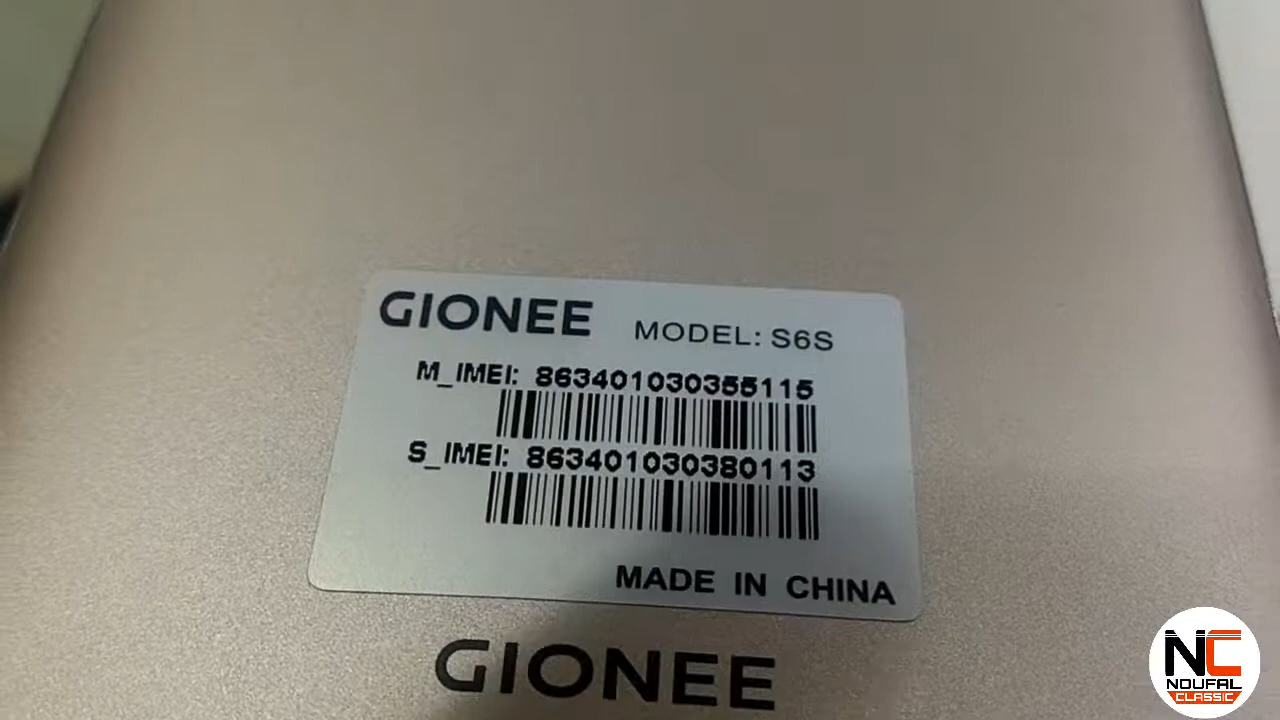 GIONEE MODEL: S6S
M_IMEI: 863401030355115
S_IMEI: 863401030380113
MADE IN CHINA
GIONEE
NC
NOUFAL
CLASSIC